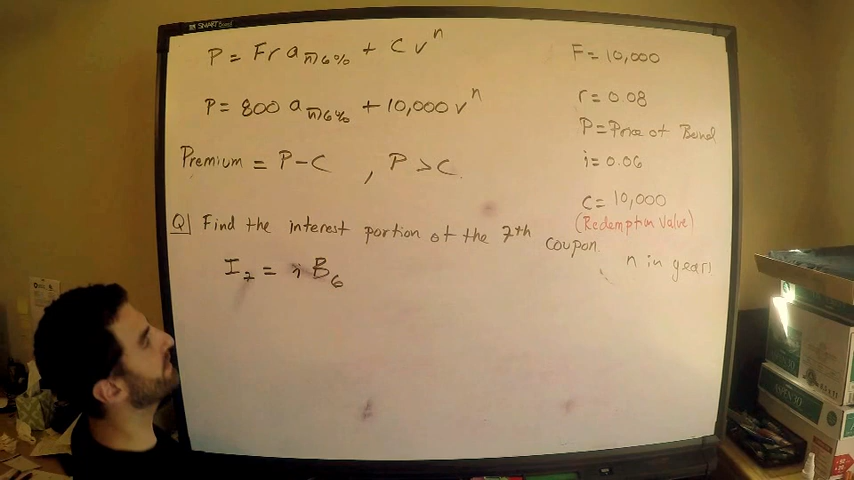 SMART Board
P = Fr a n⌉6% + C vⁿ
P = 800 a n⌉6% + 10,000 vⁿ
Premium = P - C , P > C
Q| Find the interest portion of the 7th coupon.
I₇ = i B₆
F = 10,000
r = 0.08
P = Price of Bond
i = 0.06
C = 10,000
(Redemption Value)
n in years